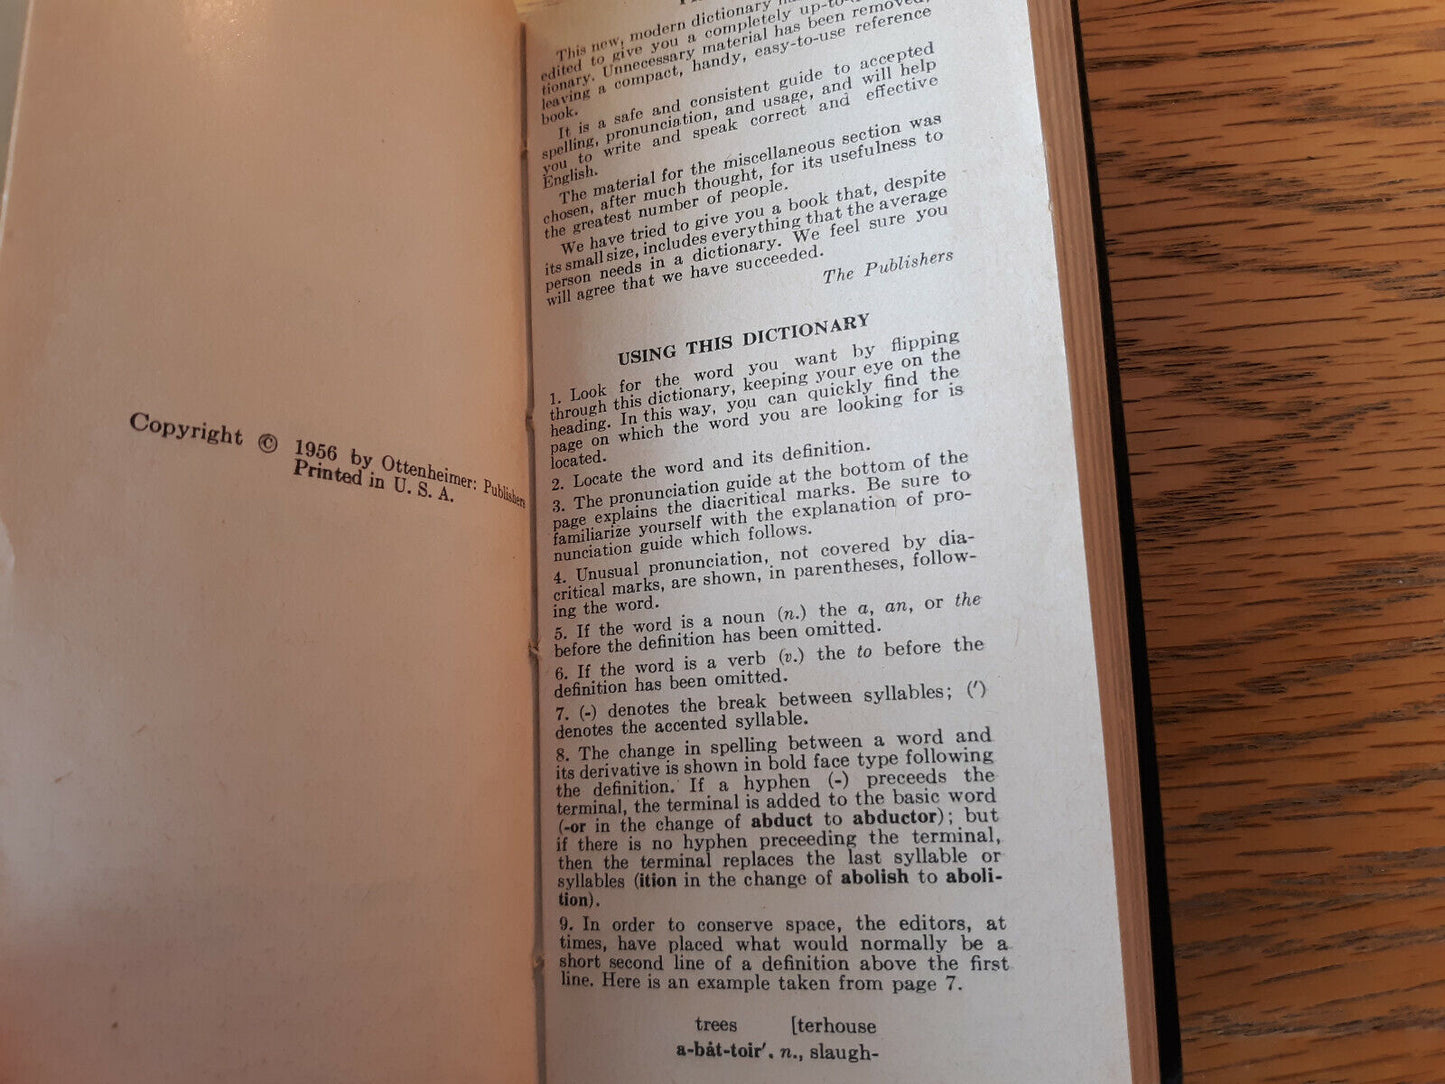 Copyright © 1956 by Ottenheimer: Publishers
Printed in U. S. A.
This new, modern dictionary
edited to give you a completely
tionary. Unnecessary material has been removed,
leaving a compact, handy, easy-to-use reference
book.
It is a safe and consistent guide to accepted
spelling, pronunciation, and usage, and will help
you to write and speak correct and effective
English.
The material for the miscellaneous section was
chosen, after much thought, for its usefulness to
the greatest number of people.
We have tried to give you a book that, despite
its small size, includes everything that the average
person needs in a dictionary. We feel sure you
will agree that we have succeeded.
The Publishers
USING THIS DICTIONARY
1. Look for the word you want by flipping
through this dictionary, keeping your eye on the
heading. In this way, you can quickly find the
page on which the word you are looking for is
located.
2. Locate the word and its definition.
3. The pronunciation guide at the bottom of the
page explains the diacritical marks. Be sure to
familiarize yourself with the explanation of pro-
nunciation guide which follows.
4. Unusual pronunciation, not covered by dia-
critical marks, are shown, in parentheses, follow-
ing the word.
5. If the word is a noun (n.) the a, an, or the
before the definition has been omitted.
6. If the word is a verb (v.) the to before the
definition has been omitted.
7. (-) denotes the break between syllables; (′)
denotes the accented syllable.
8. The change in spelling between a word and
its derivative is shown in bold face type following
the definition. If a hyphen (-) preceeds the
terminal, the terminal is added to the basic word
(-or in the change of abduct to abductor); but
if there is no hyphen preceeding the terminal,
then the terminal replaces the last syllable or
syllables (ition in the change of abolish to aboli-
tion).
9. In order to conserve space, the editors, at
times, have placed what would normally be a
short second line of a definition above the first
line. Here is an example taken from page 7.
trees [terhouse
a-bât-toir′. n., slaugh-